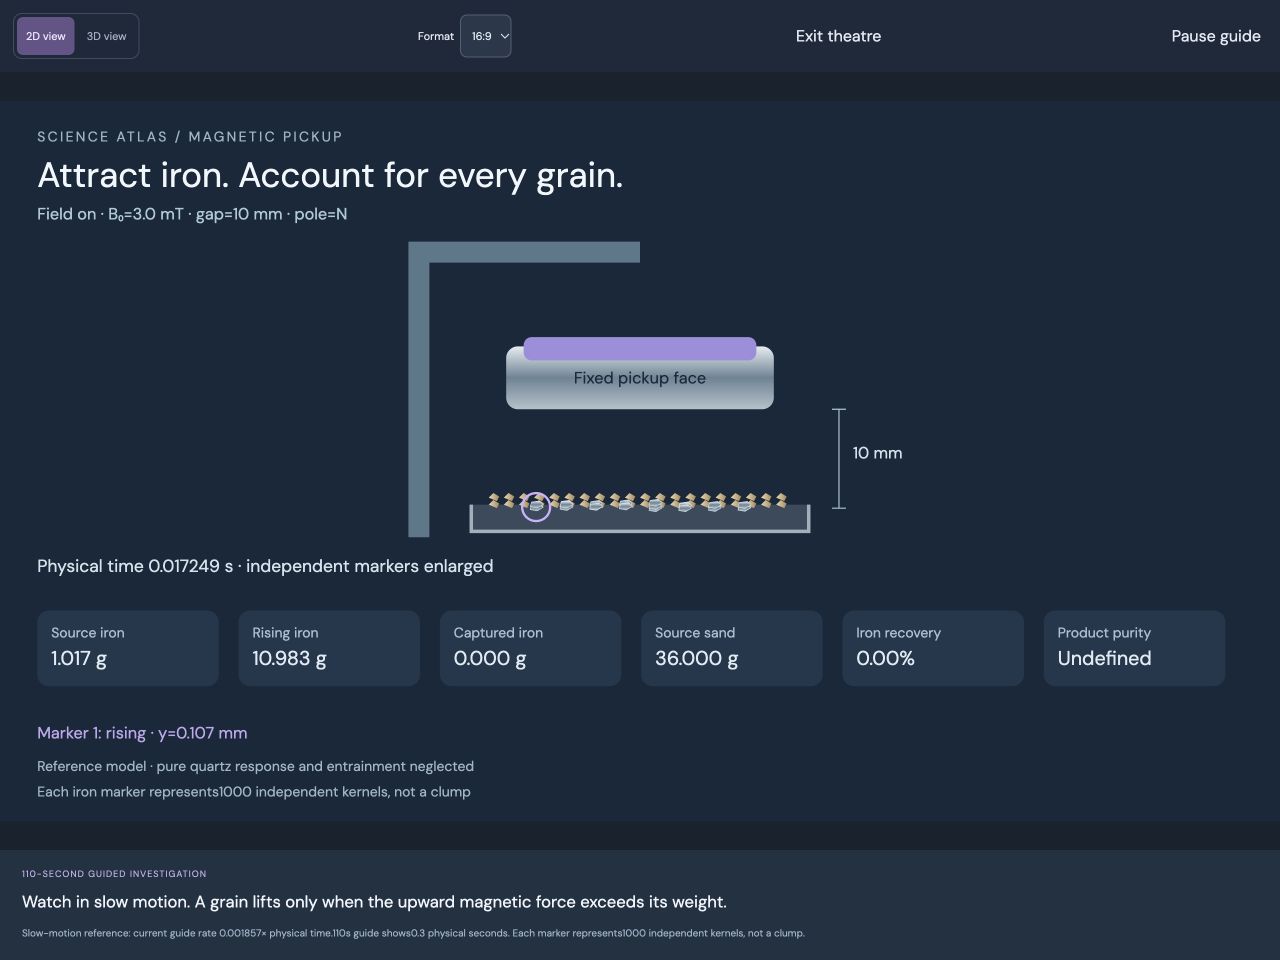 2D view
3D view
Format
16:9
Exit theatre
Pause guide
SCIENCE ATLAS / MAGNETIC PICKUP
Attract iron. Account for every grain.
Field on · B₀=3.0 mT · gap=10 mm · pole=N
Fixed pickup face
10 mm
Physical time 0.017249 s · independent markers enlarged
Source iron
1.017 g
Rising iron
10.983 g
Captured iron
0.000 g
Source sand
36.000 g
Iron recovery
0.00%
Product purity
Undefined
Marker 1: rising · y=0.107 mm
Reference model · pure quartz response and entrainment neglected
Each iron marker represents1000 independent kernels, not a clump
110-SECOND GUIDED INVESTIGATION
Watch in slow motion. A grain lifts only when the upward magnetic force exceeds its weight.
Slow-motion reference: current guide rate 0.001857× physical time.110s guide shows0.3 physical seconds. Each marker represents1000 independent kernels, not a clump.